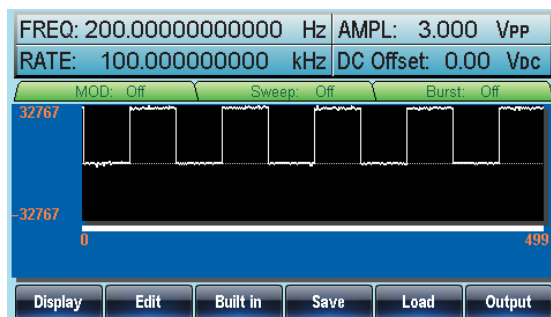 FREQ: 200.00000000000 Hz AMPL: 3.000 VPP
RATE: 100.0000000000 kHz DC Offset: 0.00 VDC
MOD: Off Sweep: Off Burst: Off
32767
-32767
0 499
Display Edit Built in Save Load Output